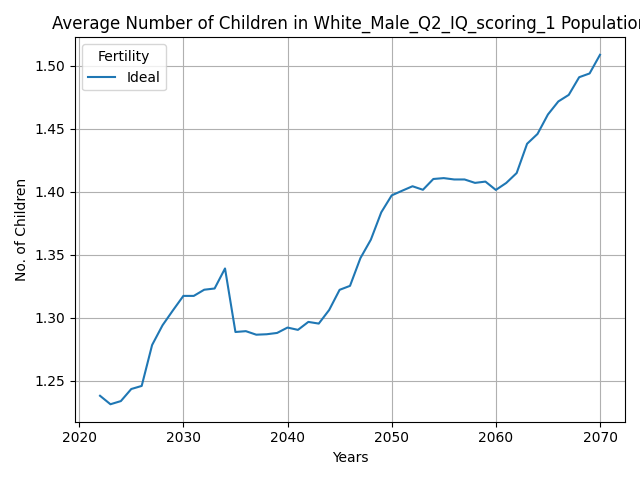 Average Number of Children in White_Male_Q2_IQ_scoring_1 Population
Fertility
Ideal
No. of Children
1.50
1.45
1.40
1.35
1.30
1.25
2020 2030 2040 2050 2060 2070
Years